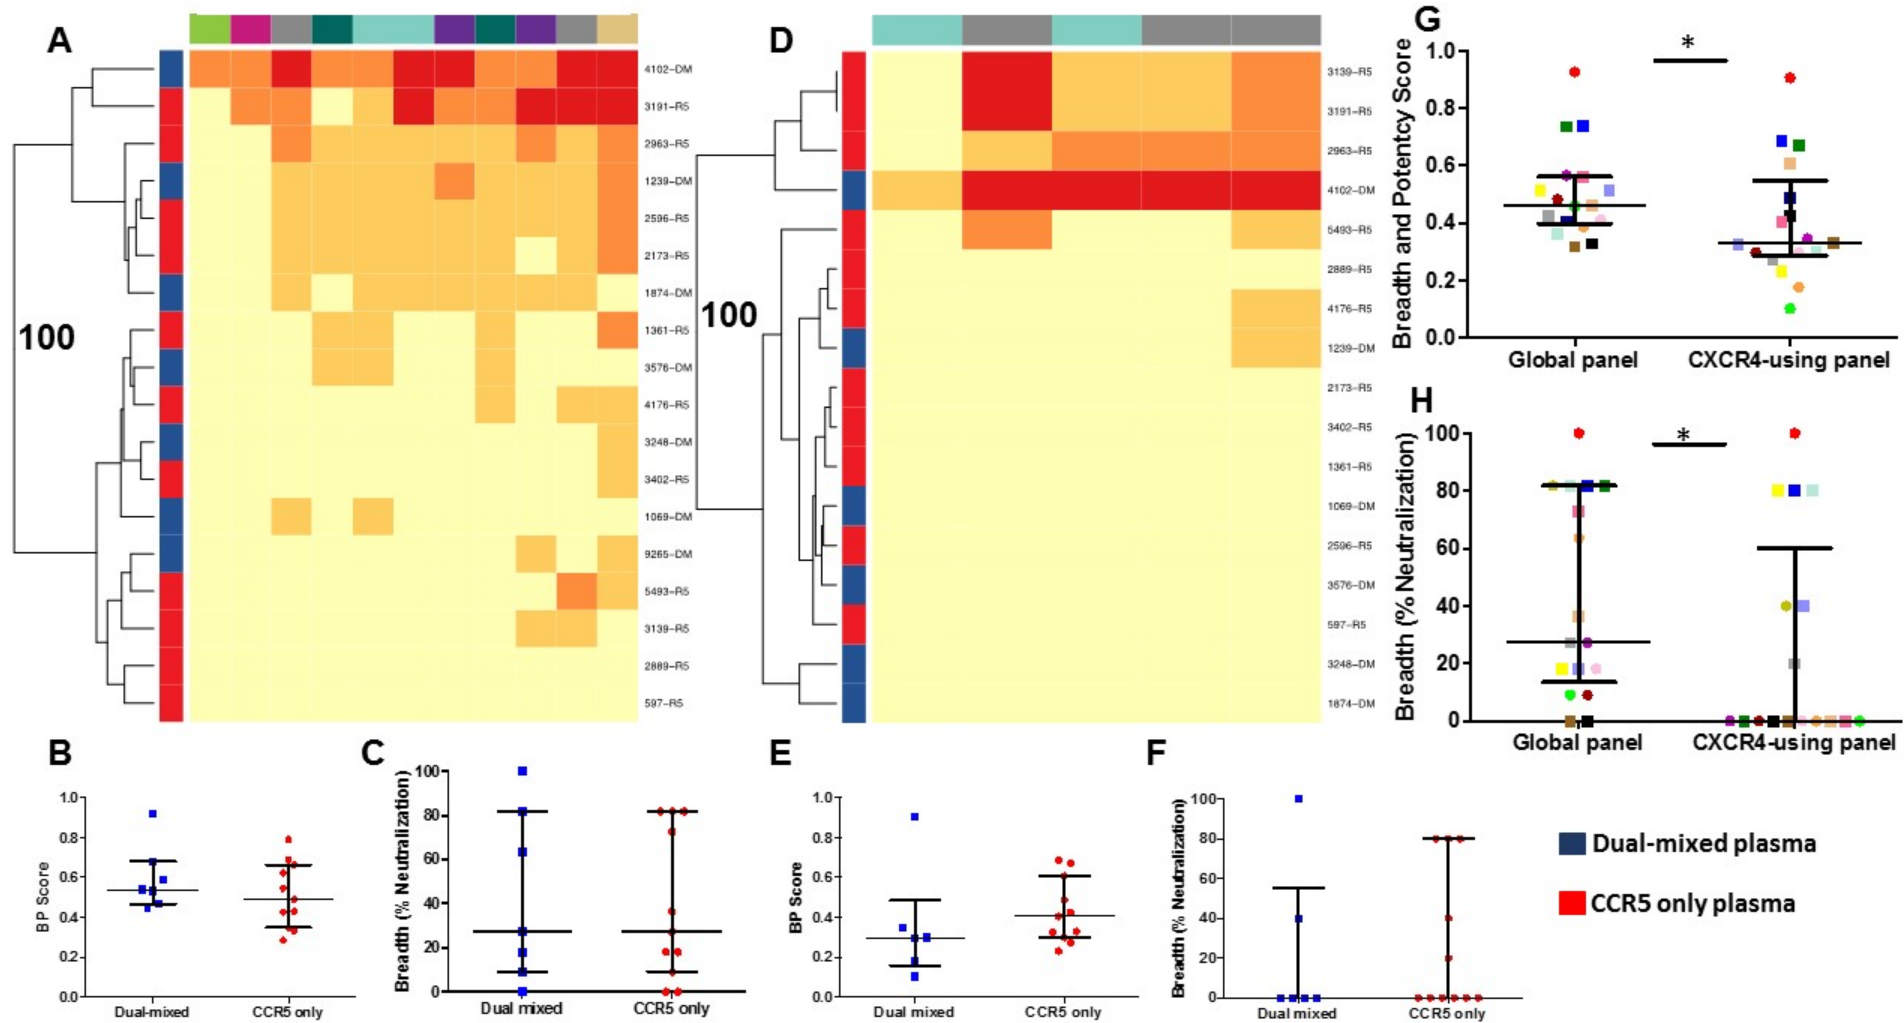 A
4102-DM
3191-R5
2963-R5
1239-DM
2596-R5
2173-R5
1874-DM
100
1361-R5
3576-DM
4176-R5
3248-DM
3402-R5
1069-DM
9265-DM
5493-R5
3139-R5
2889-R5
597-R5
D
3139-R5
3191-R5
2963-R5
4102-DM
5493-R5
2889-R5
100
4176-R5
1239-DM
2173-R5
3402-R5
1361-R5
1069-DM
2596-R5
3576-DM
597-R5
3248-DM
1874-DM
G
Breadth and Potentcy Score
1.0
0.8
0.6
0.4
0.2
0.0
*
Global panel
CXCR4-using panel
H
Breadth (% Neutralization)
100
80
60
40
20
0
*
Global panel
CXCR4-using panel
B
BP Score
1.0
0.8
0.6
0.4
0.2
0.0
Dual-mixed
CCR5 only
C
Breadth (% Neutralization)
100
80
60
40
20
0
Dual mixed
CCR5 only
E
BP Score
1.0
0.8
0.6
0.4
0.2
0.0
Dual mixed
CCR5 only
F
Breadth (% Neutralization)
100
80
60
40
20
0
Dual mixed
CCR5 only
Dual-mixed plasma
CCR5 only plasma